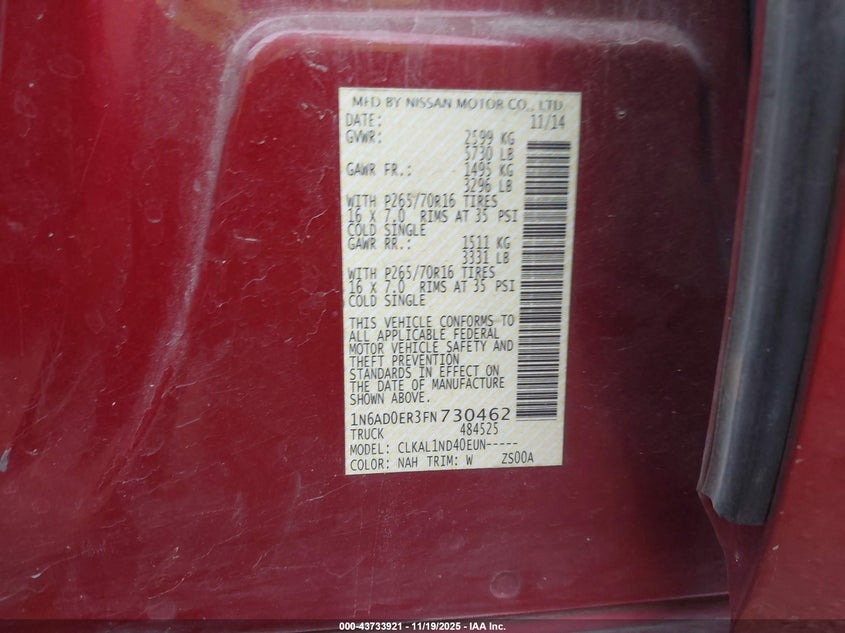 MFD BY NISSAN MOTOR CO., LTD.
DATE: 11/14
GVWR: 2599 KG
5730 LB
GAWR FR.: 1495 KG
3296 LB
WITH P265/70R16 TIRES
16 X 7.0 RIMS AT 35 PSI
COLD SINGLE
GAWR RR.: 1511 KG
3331 LB
WITH P265/70R16 TIRES
16 X 7.0 RIMS AT 35 PSI
COLD SINGLE
THIS VEHICLE CONFORMS TO
ALL APPLICABLE FEDERAL
MOTOR VEHICLE SAFETY AND
THEFT PREVENTION
STANDARDS IN EFFECT ON
THE DATE OF MANUFACTURE
SHOWN ABOVE.
1N6AD0ER3FN730462
TRUCK 484525
MODEL: CLKAL1ND40EUN-----
COLOR: NAH TRIM: W ZS00A
000-43733921 - 11/19/2025 - IAA Inc.